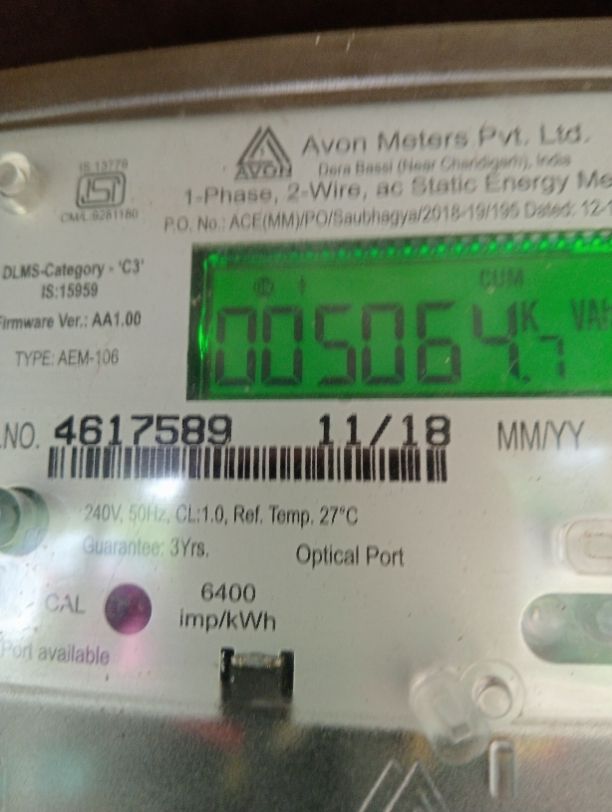 Avon Meters Pvt. Ltd.
AVON
Dera Bassi (Near Chandigarh), India
IS 13779
ISI
CM/L:9281180
1-Phase, 2-Wire, ac Static Energy Me
P.O. No.: ACE(MM)/PO/Saubhagya/2018-19/195 Dated: 12-1
DLMS-Category - 'C3'
IS:15959
Firmware Ver.: AA1.00
TYPE: AEM-106
CUM
005064.7 K VAh
.NO. 4617589 11/18 MM/YY
240V, 50Hz, CL:1.0, Ref. Temp. 27°C
Guarantee: 3Yrs. Optical Port
CAL
6400
imp/kWh
Port available